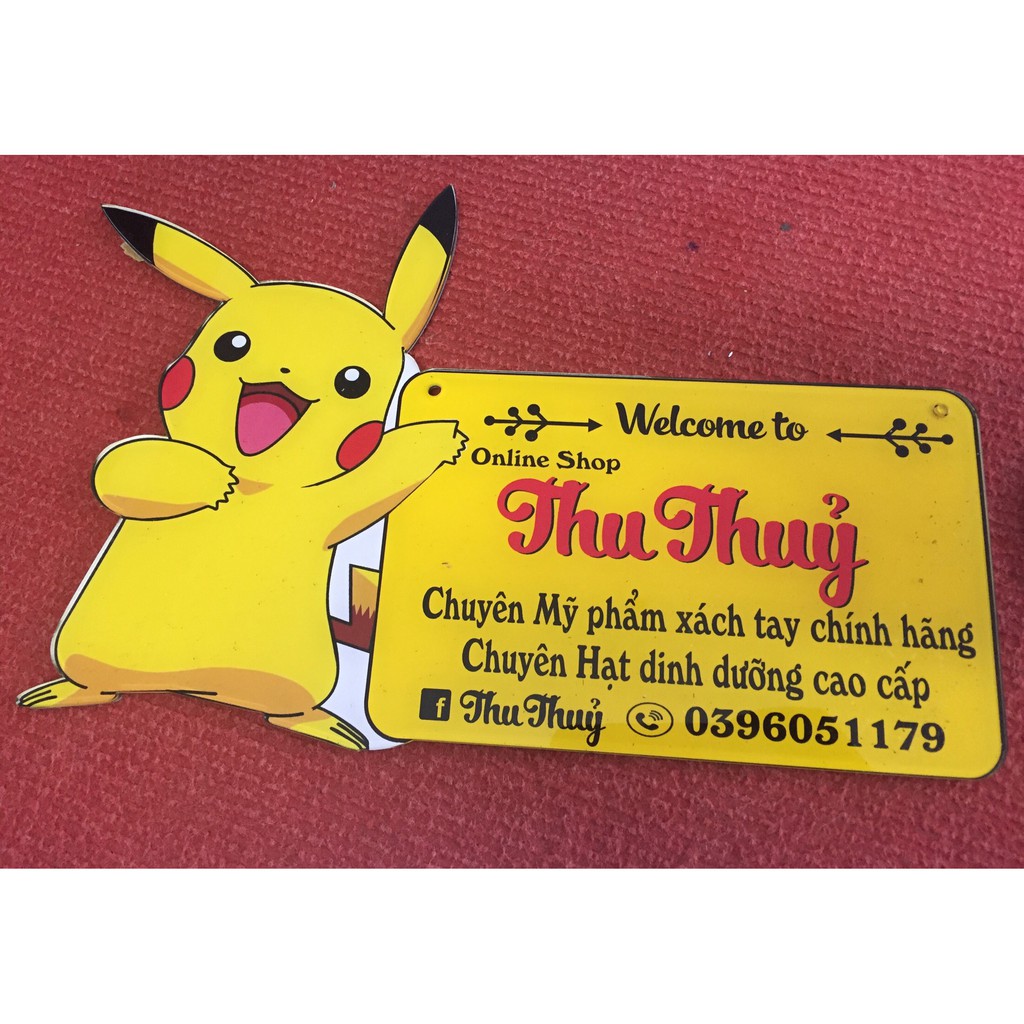 Welcome to
Online Shop
Thu Thuỷ
Chuyên Mỹ phẩm xách tay chính hãng
Chuyên Hạt dinh dưỡng cao cấp
f Thu Thuỷ 0396051179